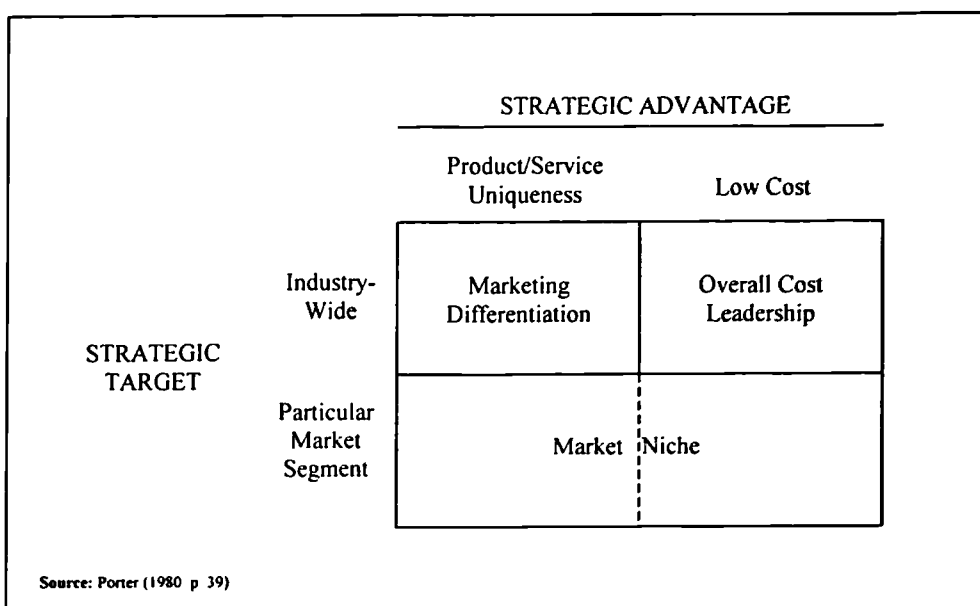 STRATEGIC ADVANTAGE
Product/Service
Uniqueness
Low Cost
Industry-
Wide
Marketing
Differentiation
Overall Cost
Leadership
STRATEGIC
TARGET
Particular
Market
Segment
Market Niche
Source: Porter (1980 p 39)